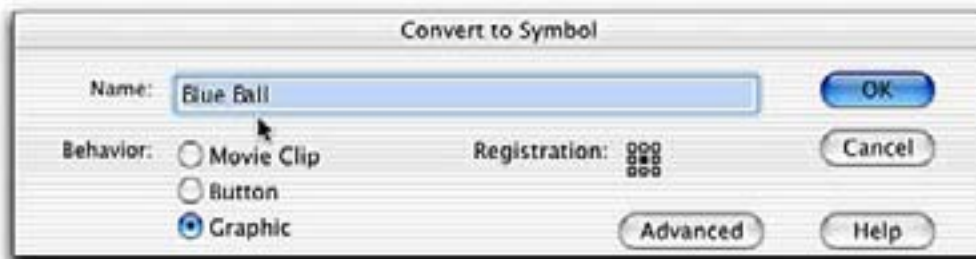 Convert to Symbol
Name: Blue Ball OK
Behavior: Movie Clip Registration: Cancel
Button
Graphic Advanced Help